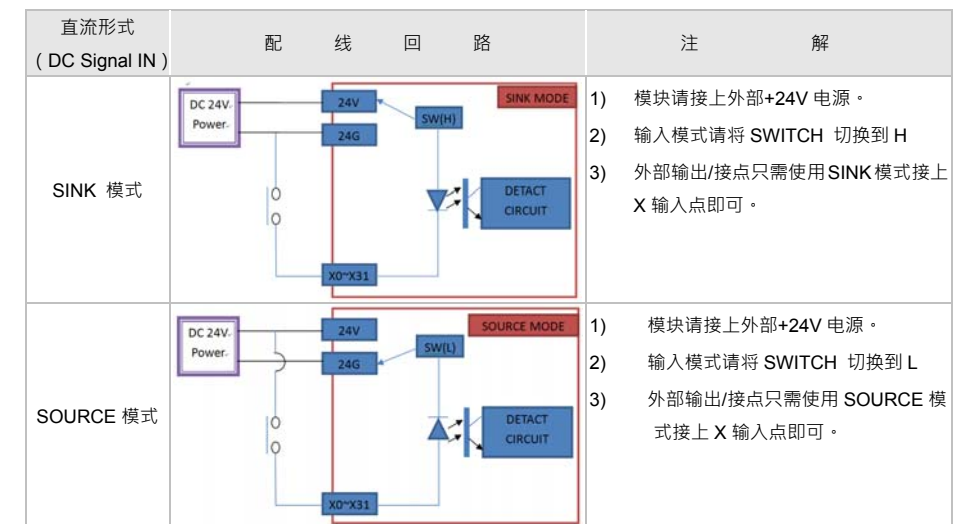 直流形式
（DC Signal IN）
配 线 回 路
注 解
SINK 模式
DC 24V
Power
24V
24G
SW(H)
SINK MODE
DETACT
CIRCUIT
X0~X31
1) 模块请接上外部+24V 电源。
2) 输入模式请将 SWITCH 切换到 H
3) 外部输出/接点只需使用SINK模式接上
X 输入点即可。
SOURCE 模式
DC 24V
Power
24V
24G
SW(L)
SOURCE MODE
DETACT
CIRCUIT
X0~X31
1) 模块请接上外部+24V 电源。
2) 输入模式请将 SWITCH 切换到 L
3) 外部输出/接点只需使用 SOURCE 模
式接上 X 输入点即可。